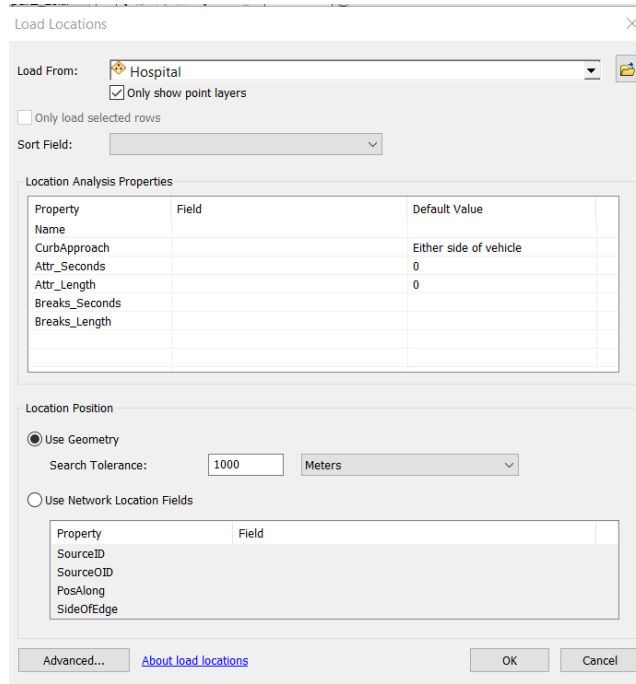 Load Locations
Load From: Hospital
Only show point layers
Only load selected rows
Sort Field:
Location Analysis Properties
Property Field Default Value
Name
CurbApproach Either side of vehicle
Attr_Seconds 0
Attr_Length 0
Breaks_Seconds
Breaks_Length
Location Position
Use Geometry
Search Tolerance: 1000 Meters
Use Network Location Fields
Property Field
SourceID
SourceOID
PosAlong
SideOfEdge
Advanced... About load locations OK Cancel